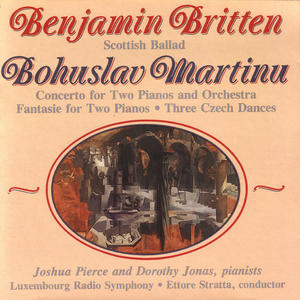 Benjamin Britten
Scottish Ballad
Bohuslav Martinu
Concerto for Two Pianos and Orchestra
Fantasie for Two Pianos • Three Czech Dances
Joshua Pierce and Dorothy Jonas, pianists
Luxembourg Radio Symphony • Ettore Stratta, conductor